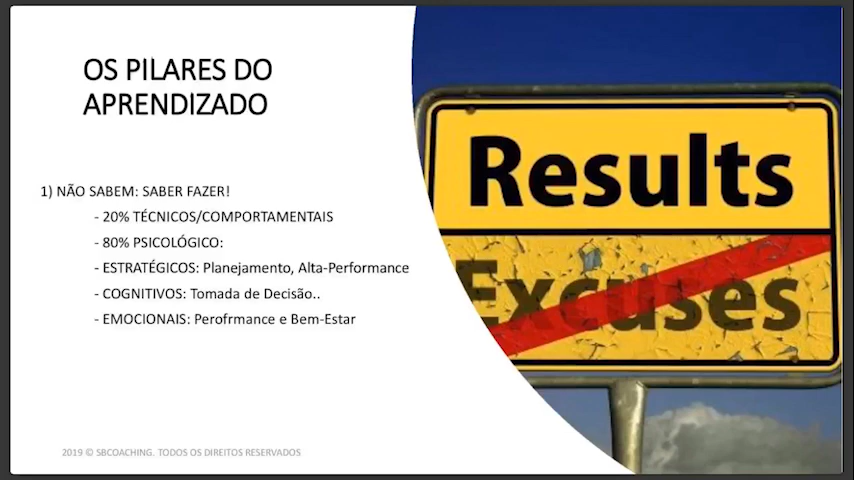 OS PILARES DO
APRENDIZADO
1) NÃO SABEM: SABER FAZER!
- 20% TÉCNICOS/COMPORTAMENTAIS
- 80% PSICOLÓGICO:
- ESTRATÉGICOS: Planejamento, Alta-Performance
- COGNITIVOS: Tomada de Decisão..
- EMOCIONAIS: Perofrmance e Bem-Estar
2019 © SBCOACHING. TODOS OS DIREITOS RESERVADOS
Results
Excuses